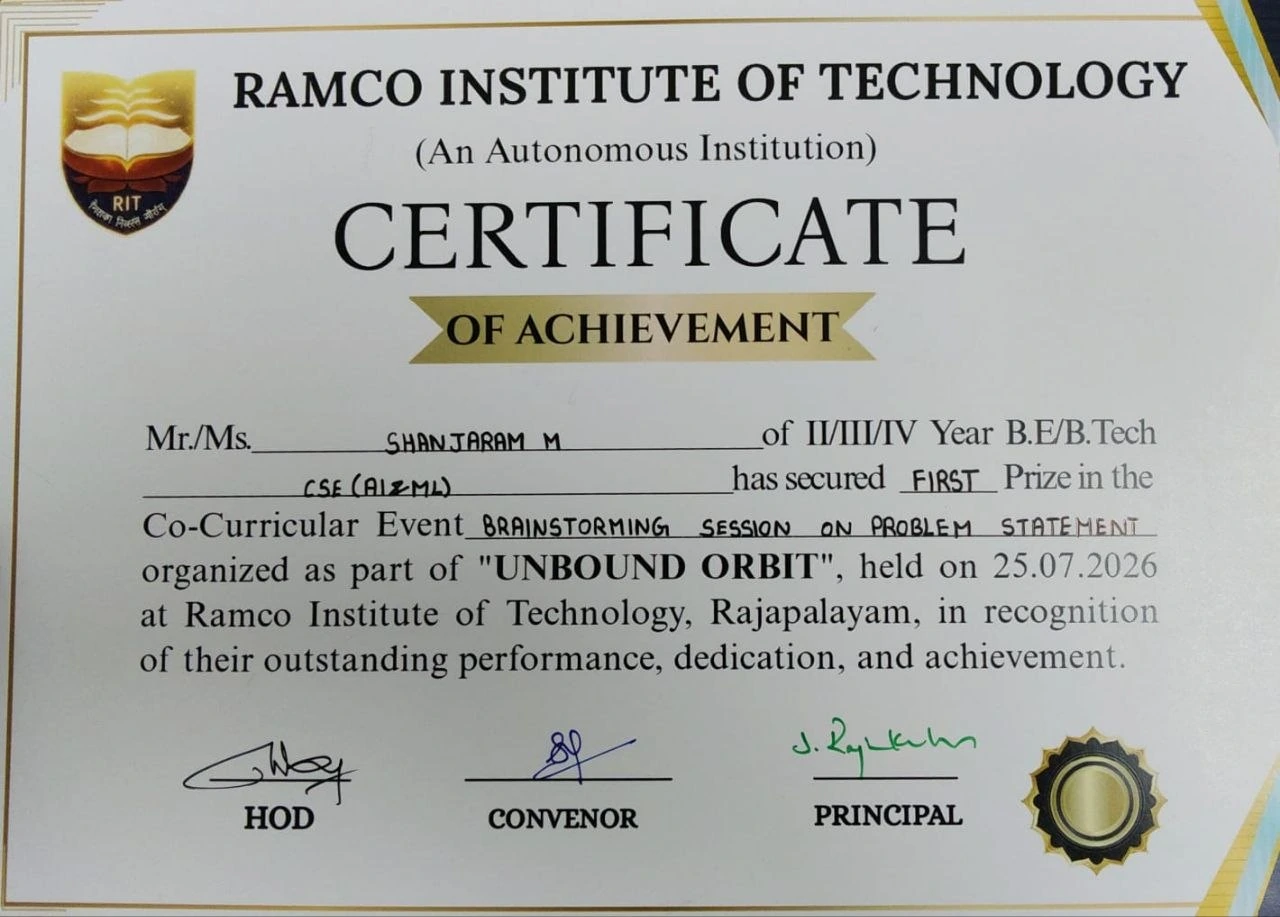 RAMCO INSTITUTE OF TECHNOLOGY
(An Autonomous Institution)
RIT
CERTIFICATE
OF ACHIEVEMENT
Mr./Ms. SHANJARAM M of II/III/IV Year B.E/B.Tech
CSE (AI&ML) has secured FIRST Prize in the
Co-Curricular Event BRAINSTORMING SESSION ON PROBLEM STATEMENT
organized as part of "UNBOUND ORBIT", held on 25.07.2026
at Ramco Institute of Technology, Rajapalayam, in recognition
of their outstanding performance, dedication, and achievement.
HOD CONVENOR PRINCIPAL